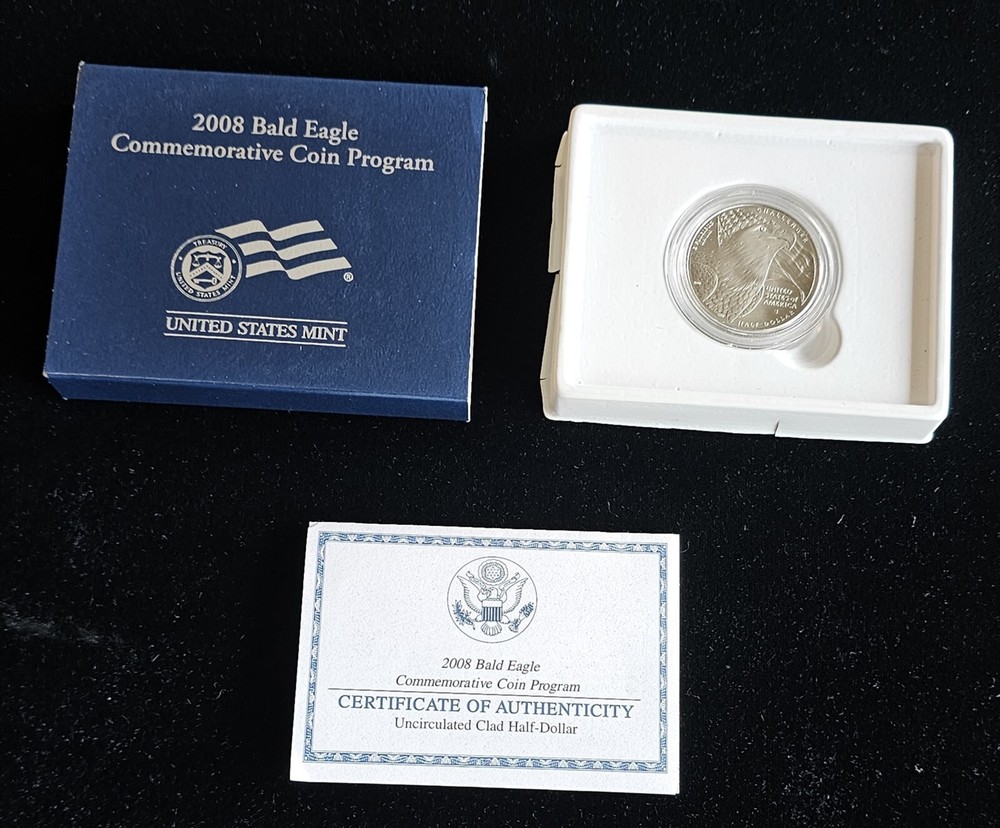 2008 Bald Eagle
Commemorative Coin Program
TREASURY
UNITED STATES MINT
®
UNITED STATES MINT
UNITED
STATES of
AMERICA
HALF DOLLAR
2008 Bald Eagle
Commemorative Coin Program
CERTIFICATE OF AUTHENTICITY
Uncirculated Clad Half-Dollar